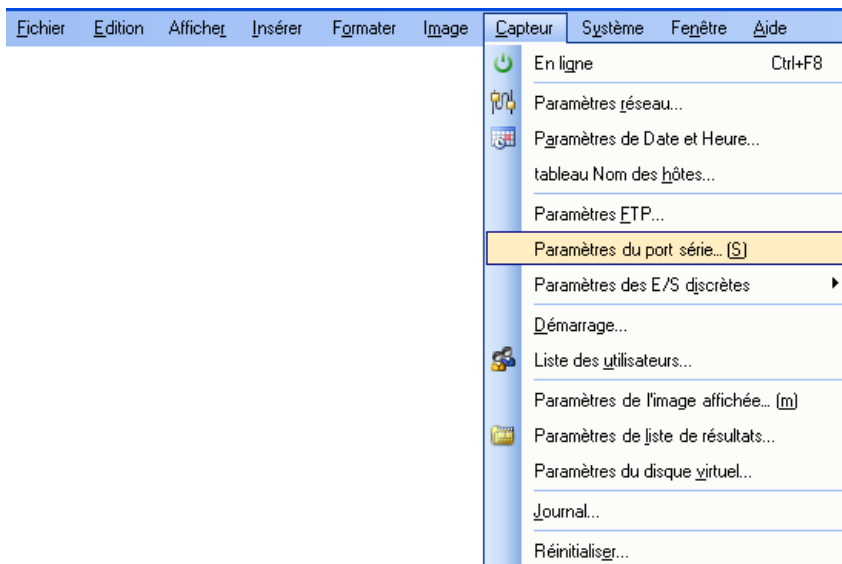 Fichier Edition Afficher Insérer Formater Image Capteur Système Fenêtre Aide
En ligne Ctrl+F8
Paramètres réseau...
Paramètres de Date et Heure...
tableau Nom des hôtes...
Paramètres FTP...
Paramètres du port série... (S)
Paramètres des E/S discrètes
Démarrage...
Liste des utilisateurs...
Paramètres de l'image affichée... (m)
Paramètres de liste de résultats...
Paramètres du disque virtuel...
Journal...
Réinitialiser...